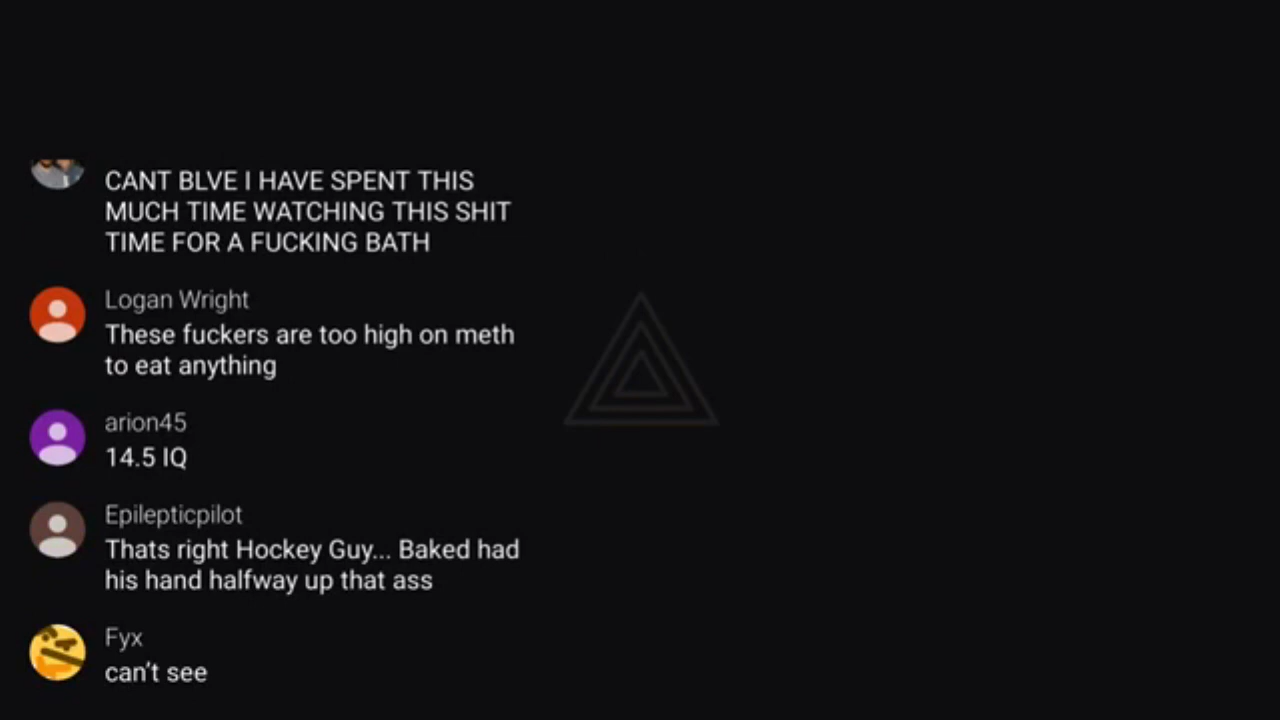 CANT BLVE I HAVE SPENT THIS
MUCH TIME WATCHING THIS SHIT
TIME FOR A FUCKING BATH
Logan Wright
These fuckers are too high on meth
to eat anything
arion45
14.5 IQ
Epilepticpilot
Thats right Hockey Guy... Baked had
his hand halfway up that ass
Fyx
can't see